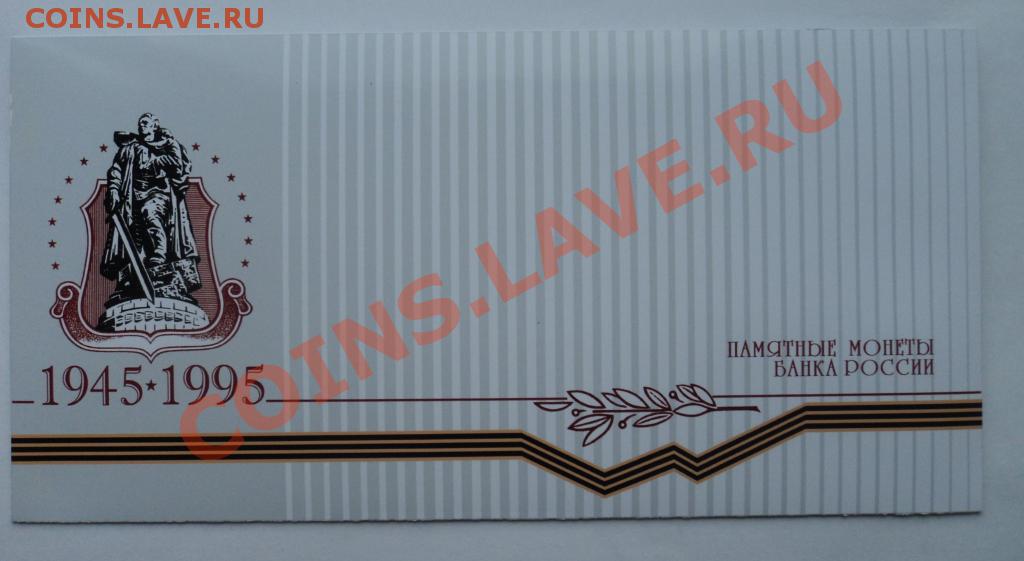 COINS.LAVE.RU
COINS.LAVE.RU
1945★1995
ПАМЯТНЫЕ МОНЕТЫ
БАНКА РОССИИ